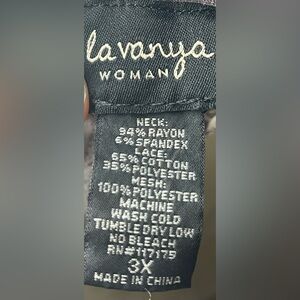 lavanya
WOMAN
NECK:
94% RAYON
6% SPANDEX
LACE:
65% COTTON
35% POLYESTER
MESH:
100% POLYESTER
MACHINE
WASH COLD
TUMBLE DRY LOW
NO BLEACH
RN#117179
3X
MADE IN CHINA